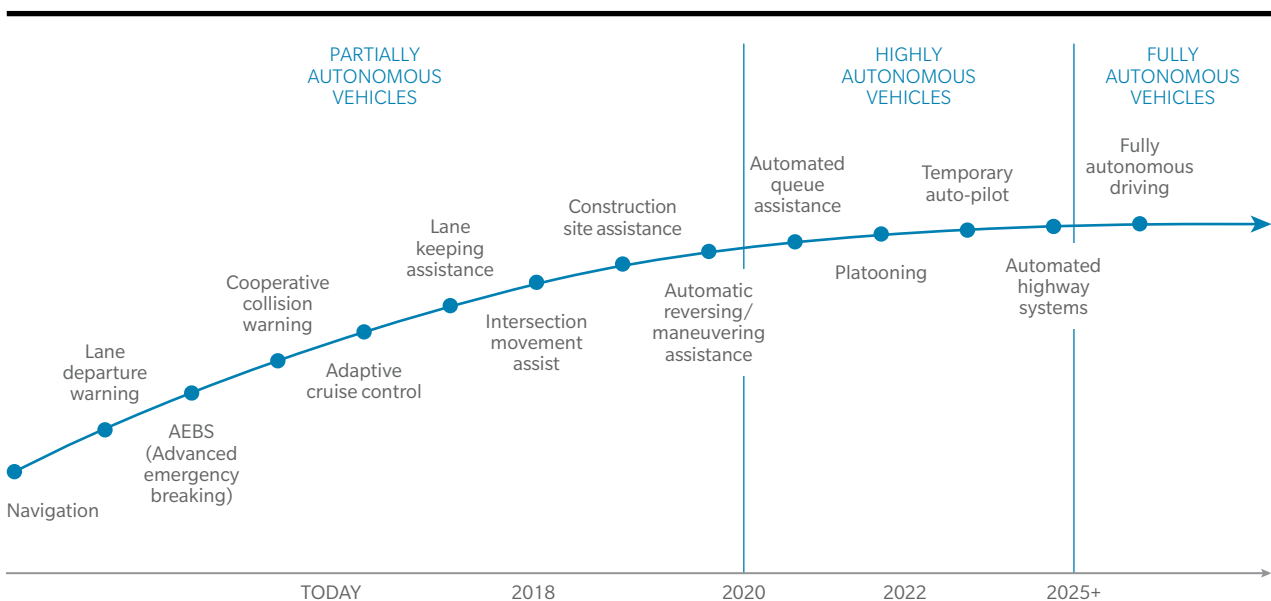 PARTIALLY
AUTONOMOUS
VEHICLES
HIGHLY
AUTONOMOUS
VEHICLES
FULLY
AUTONOMOUS
VEHICLES
Navigation
Lane
departure
warning
AEBS
(Advanced
emergency
breaking)
Cooperative
collision
warning
Adaptive
cruise control
Lane
keeping
assistance
Intersection
movement
assist
Construction
site assistance
Automatic
reversing/
maneuvering
assistance
Automated
queue
assistance
Platooning
Temporary
auto-pilot
Automated
highway
systems
Fully
autonomous
driving
TODAY
2018
2020
2022
2025+